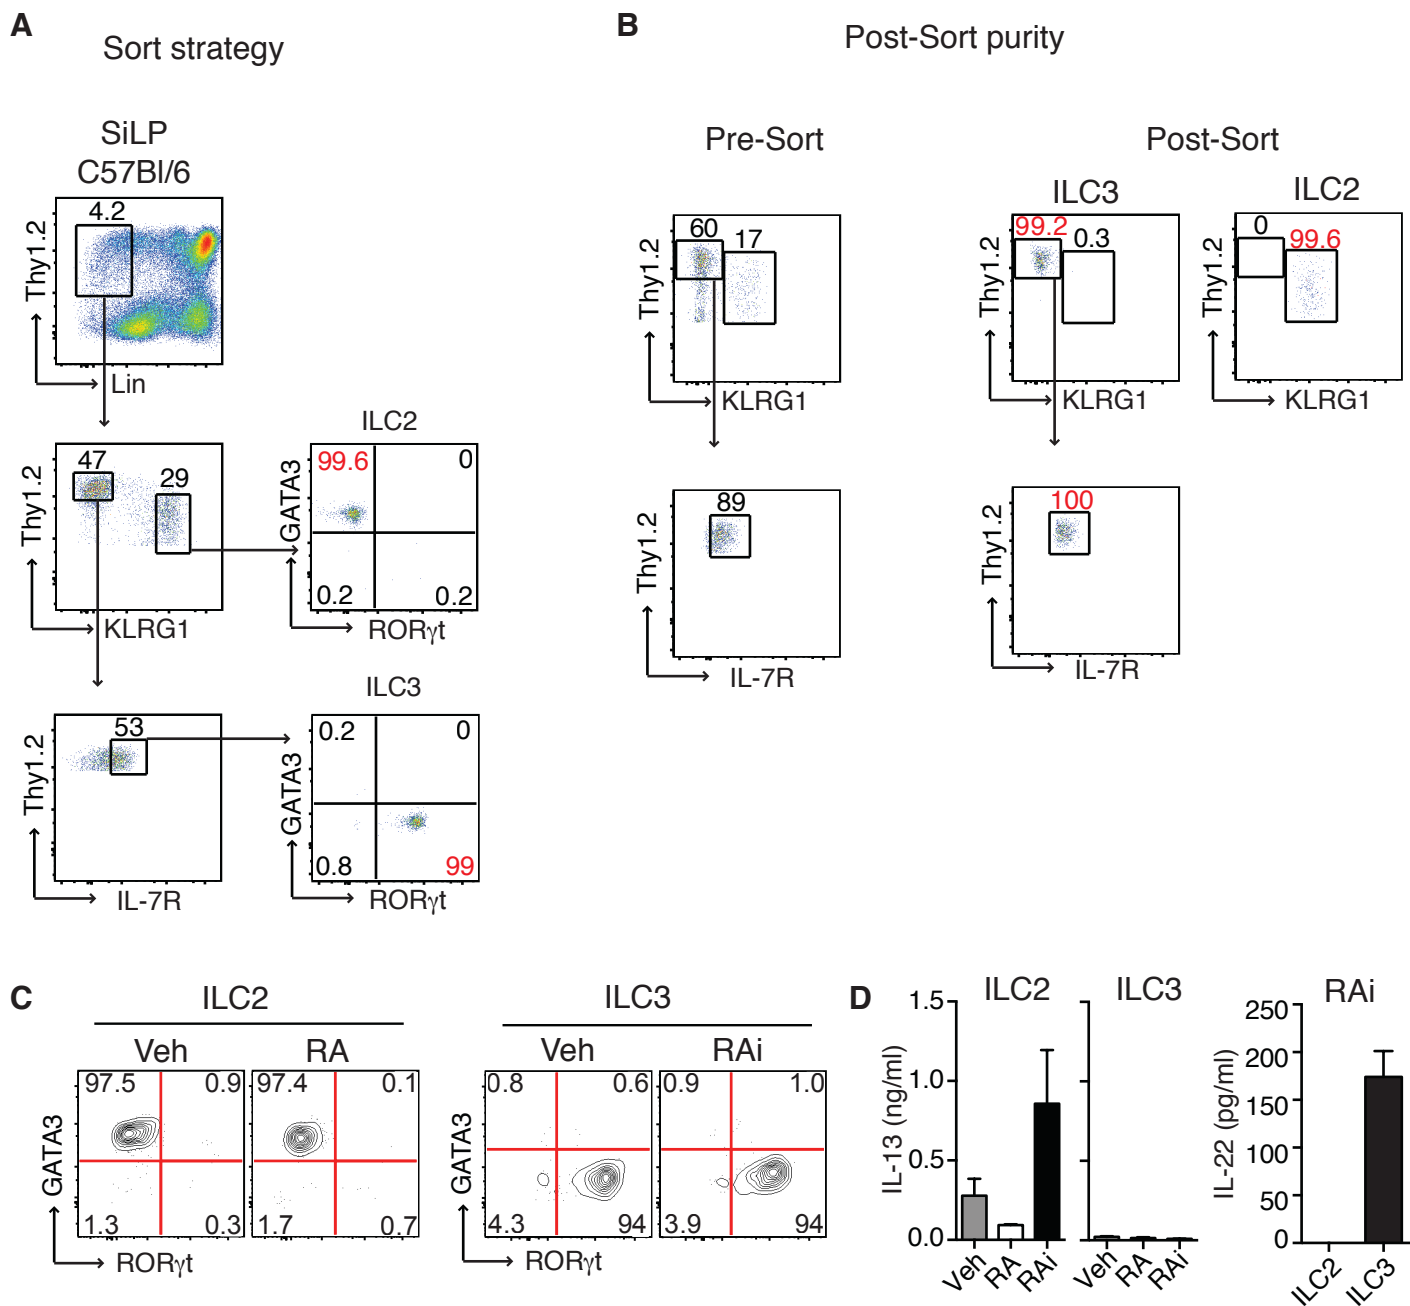 A
Sort strategy
SiLP
C57Bl/6
4.2
Thy1.2
Lin
47
29
Thy1.2
KLRG1
ILC2
99.6
0
0.2
0.2
GATA3
RORγt
53
Thy1.2
IL-7R
ILC3
0.2
0
0.8
99
GATA3
RORγt
B
Post-Sort purity
Pre-Sort
Post-Sort
60
17
Thy1.2
KLRG1
89
Thy1.2
IL-7R
ILC3
99.2
0.3
Thy1.2
KLRG1
ILC2
0
99.6
Thy1.2
KLRG1
100
Thy1.2
IL-7R
C
ILC2
Veh
RA
97.5
0.9
1.3
0.3
97.4
0.1
1.7
0.7
GATA3
RORγt
ILC3
Veh
RAi
0.8
0.6
4.3
94
0.9
1.0
3.9
94
GATA3
RORγt
D
ILC2
ILC3
IL-13 (ng/ml)
1.5
1.0
0.5
0.0
Veh
RA
RAi
Veh
RA
RAi
RAi
IL-22 (pg/ml)
250
200
150
100
50
0
ILC2
ILC3